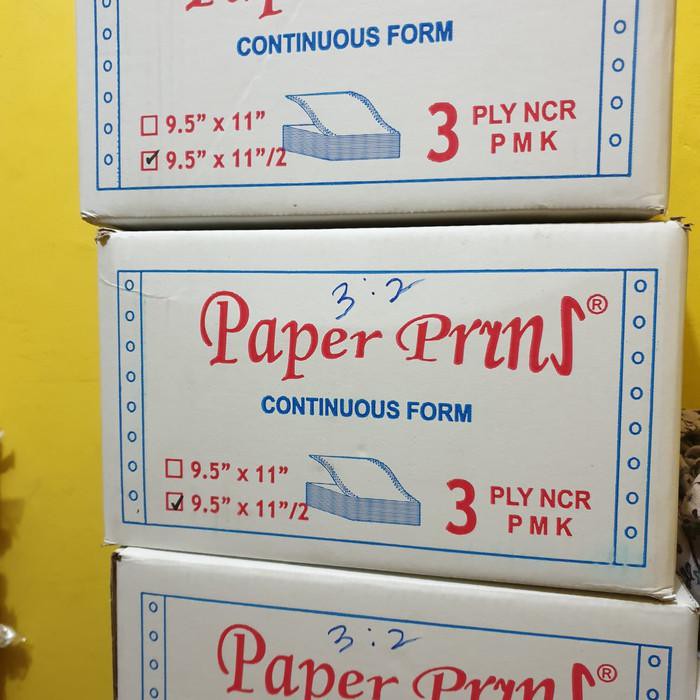 CONTINUOUS FORM
9.5” x 11”
9.5” x 11”/2
3 PLY NCR
PMK
3:2
Paper Prins®
CONTINUOUS FORM
9.5” x 11”
9.5” x 11”/2
3 PLY NCR
PMK
3:2
Paper Prins®